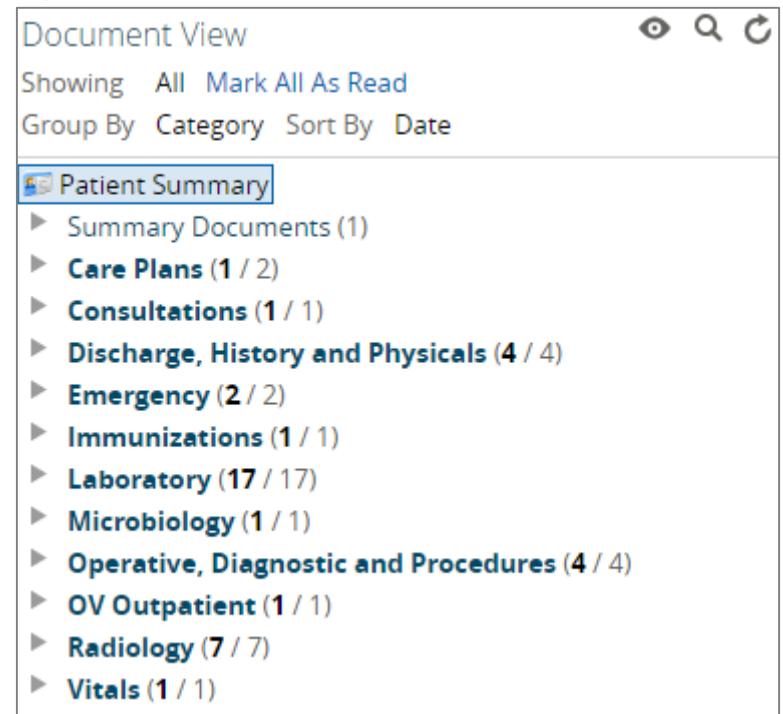 Document View
Showing All Mark All As Read
Group By Category Sort By Date
Patient Summary
Summary Documents (1)
Care Plans (1 / 2)
Consultations (1 / 1)
Discharge, History and Physicals (4 / 4)
Emergency (2 / 2)
Immunizations (1 / 1)
Laboratory (17 / 17)
Microbiology (1 / 1)
Operative, Diagnostic and Procedures (4 / 4)
OV Outpatient (1 / 1)
Radiology (7 / 7)
Vitals (1 / 1)